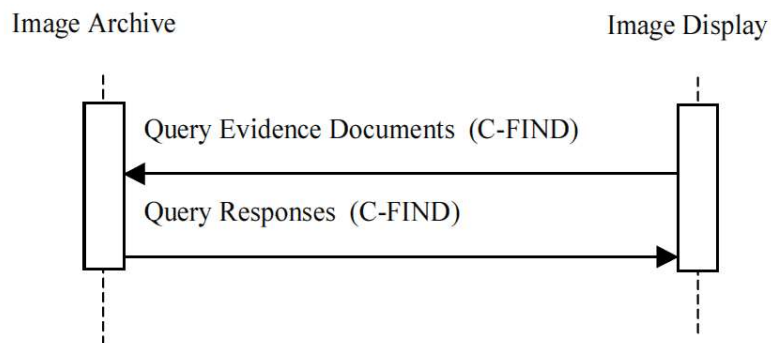 Image Archive
Image Display
Query Evidence Documents (C-FIND)
Query Responses (C-FIND)